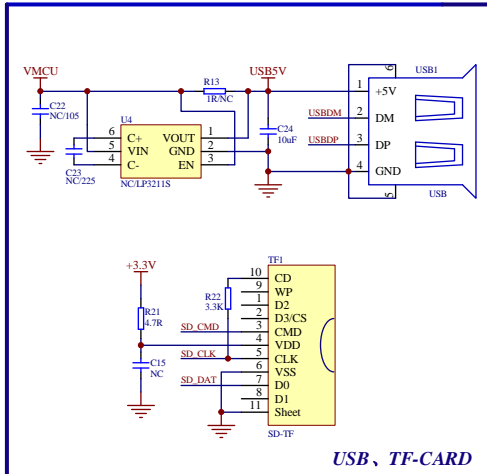 VMCU
R13
1R/NC
USB5V
C22
NC/105
U4
6 C+ VOUT 1
5 VIN GND 2
4 C- EN 3
NC/LP3211S
C23
NC/225
C24
10uF
USB1
6
1 +5V
USBDM 2 DM
USBDP 3 DP
4 GND
5
USB
+3.3V
R21
4.7R
C15
NC
R22
3.3K
TF1
10 CD
9 WP
1 D2
2 D3/CS
SD_CMD 3 CMD
4 VDD
SD_CLK 5 CLK
6 VSS
SD_DAT 7 D0
8 D1
11 Sheet
SD-TF
USB、TF-CARD